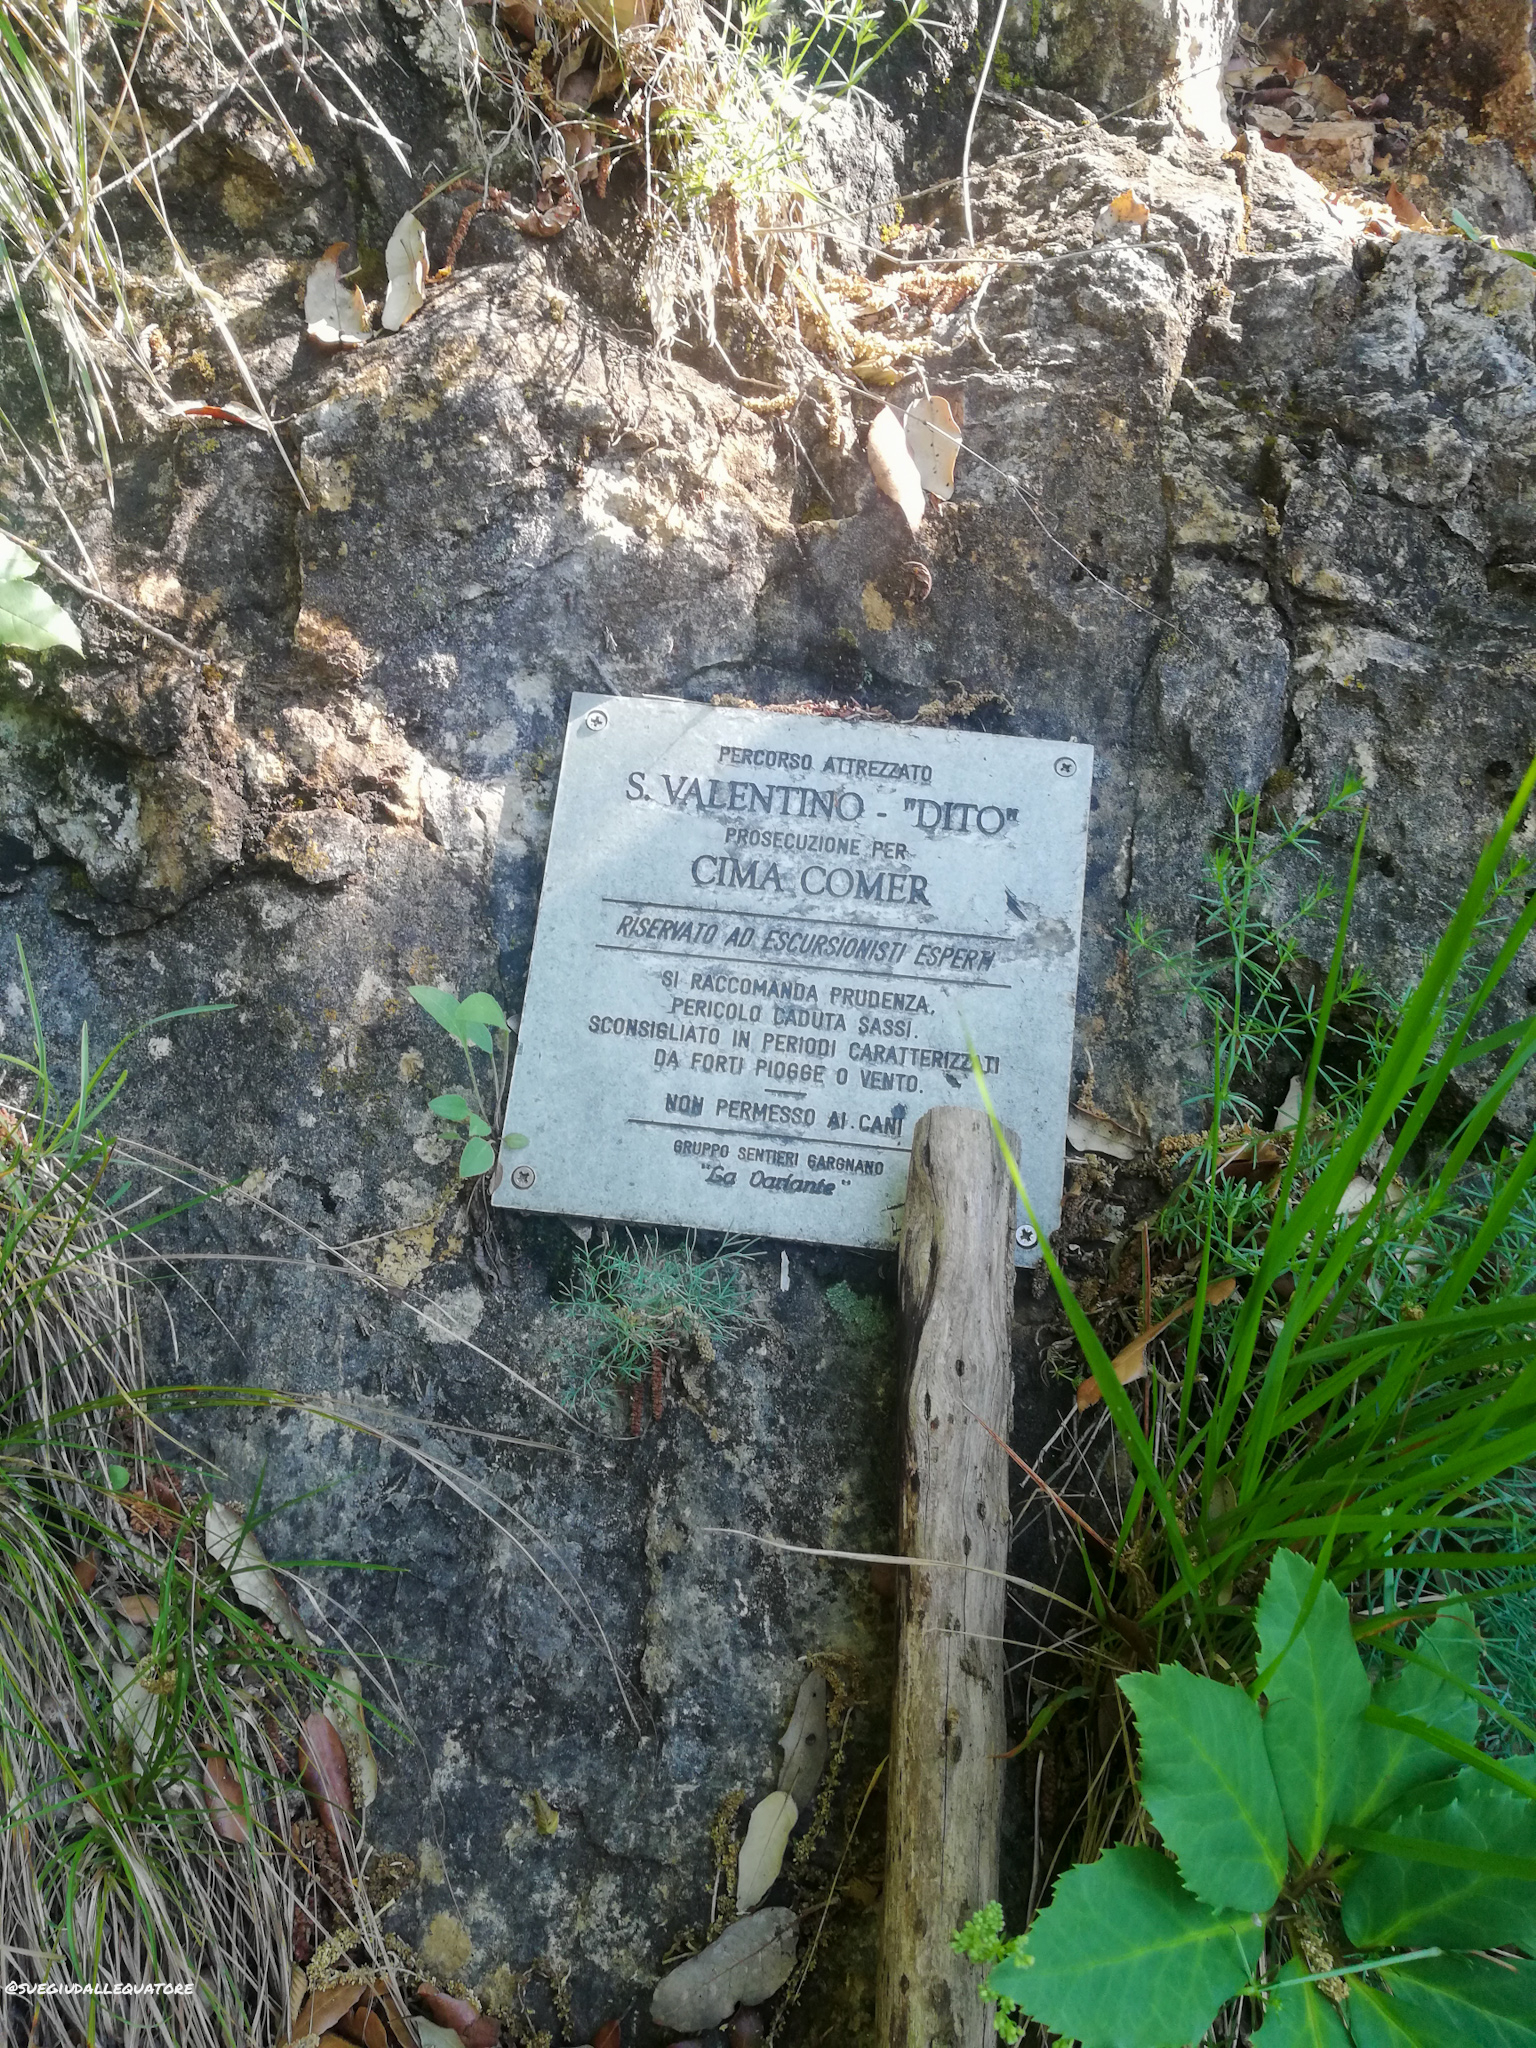 PERCORSO ATTREZZATO
S. VALENTINO - "DITO"
PROSECUZIONE PER
CIMA COMER
RISERVATO AD ESCURSIONISTI ESPERTI
SI RACCOMANDA PRUDENZA,
PERICOLO CADUTA SASSI.
SCONSIGLIATO IN PERIODI CARATTERIZZATI
DA FORTI PIOGGE O VENTO.
NON PERMESSO AI CANI
GRUPPO SENTIERI GARGNANO
"La Variante"
@SUEGIUDALLEQUATORE